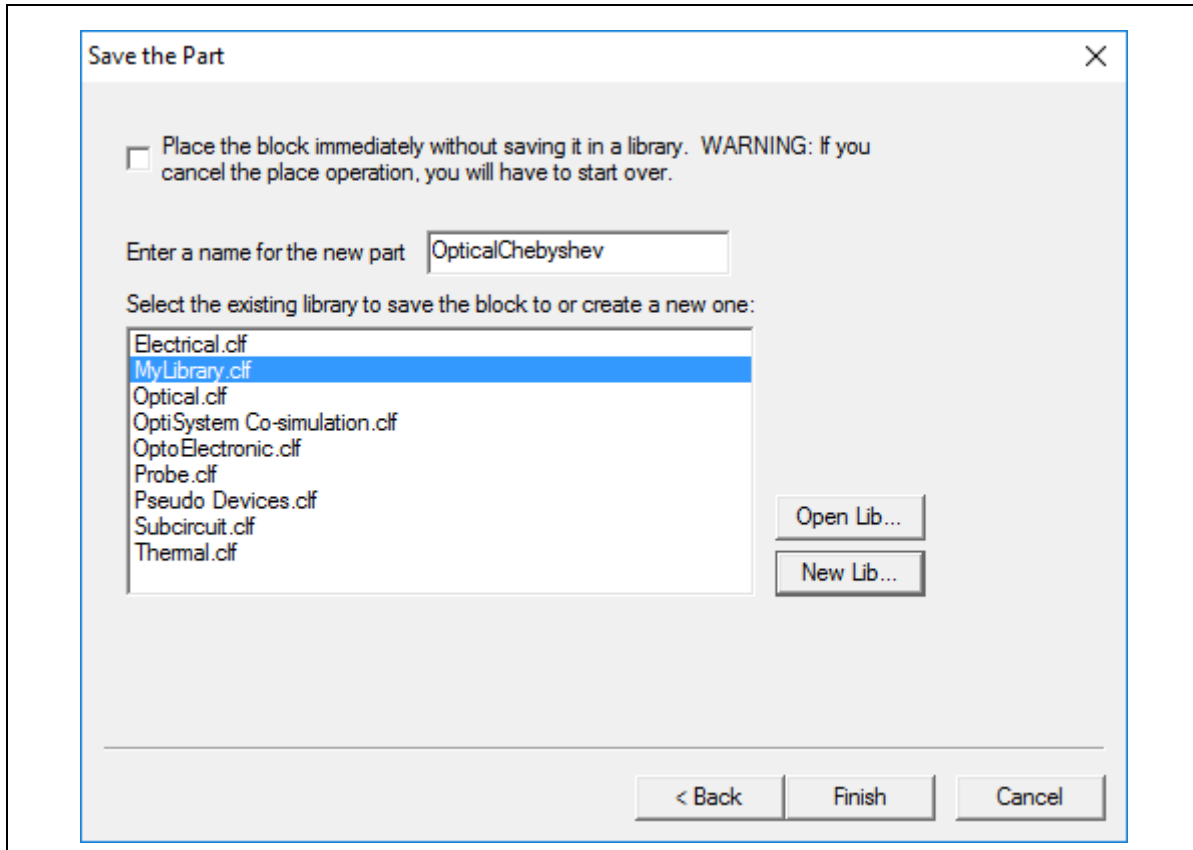 Save the Part
Place the block immediately without saving it in a library.  WARNING: If you
cancel the place operation, you will have to start over.
Enter a name for the new part
OpticalChebyshev
Select the existing library to save the block to or create a new one:
Electrical.clf
MyLibrary.clf
Optical.clf
OptiSystem Co-simulation.clf
OptoElectronic.clf
Probe.clf
Pseudo Devices.clf
Subcircuit.clf
Thermal.clf
Open Lib...
New Lib...
< Back
Finish
Cancel